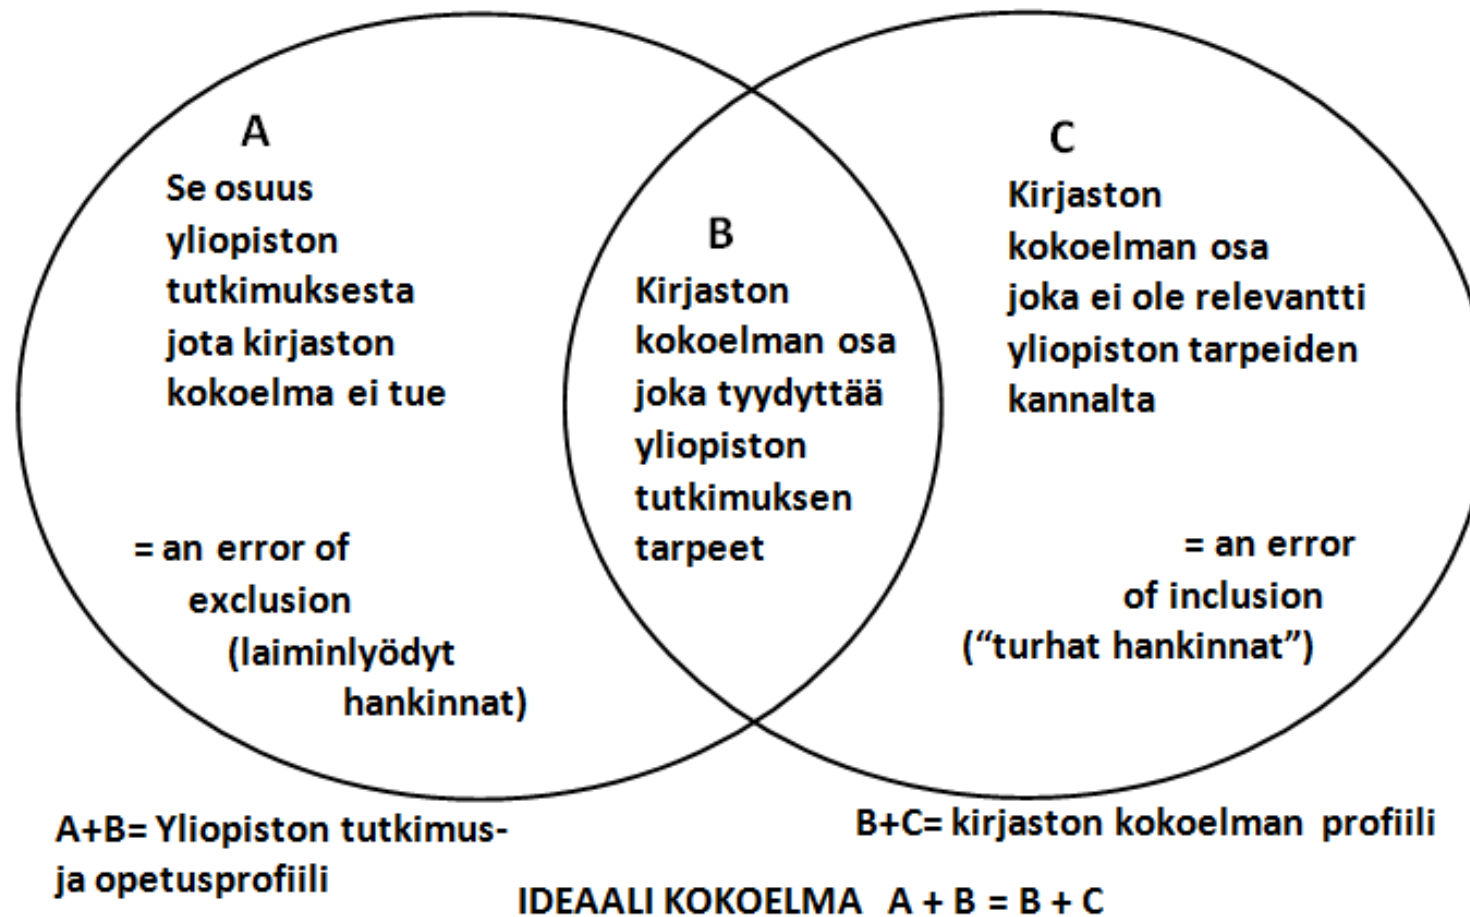 A
Se osuus
yliopiston
tutkimuksesta
jota kirjaston
kokoelma ei tue
= an error of
exclusion
(laiminlyödyt
hankinnat)
B
Kirjaston
kokoelman osa
joka tyydyttää
yliopiston
tutkimuksen
tarpeet
C
Kirjaston
kokoelman osa
joka ei ole relevantti
yliopiston tarpeiden
kannalta
= an error
of inclusion
(“turhat hankinnat”)
A+B= Yliopiston tutkimus-
ja opetusprofiili
B+C= kirjaston kokoelman profiili
IDEAALI KOKOELMA A + B = B + C